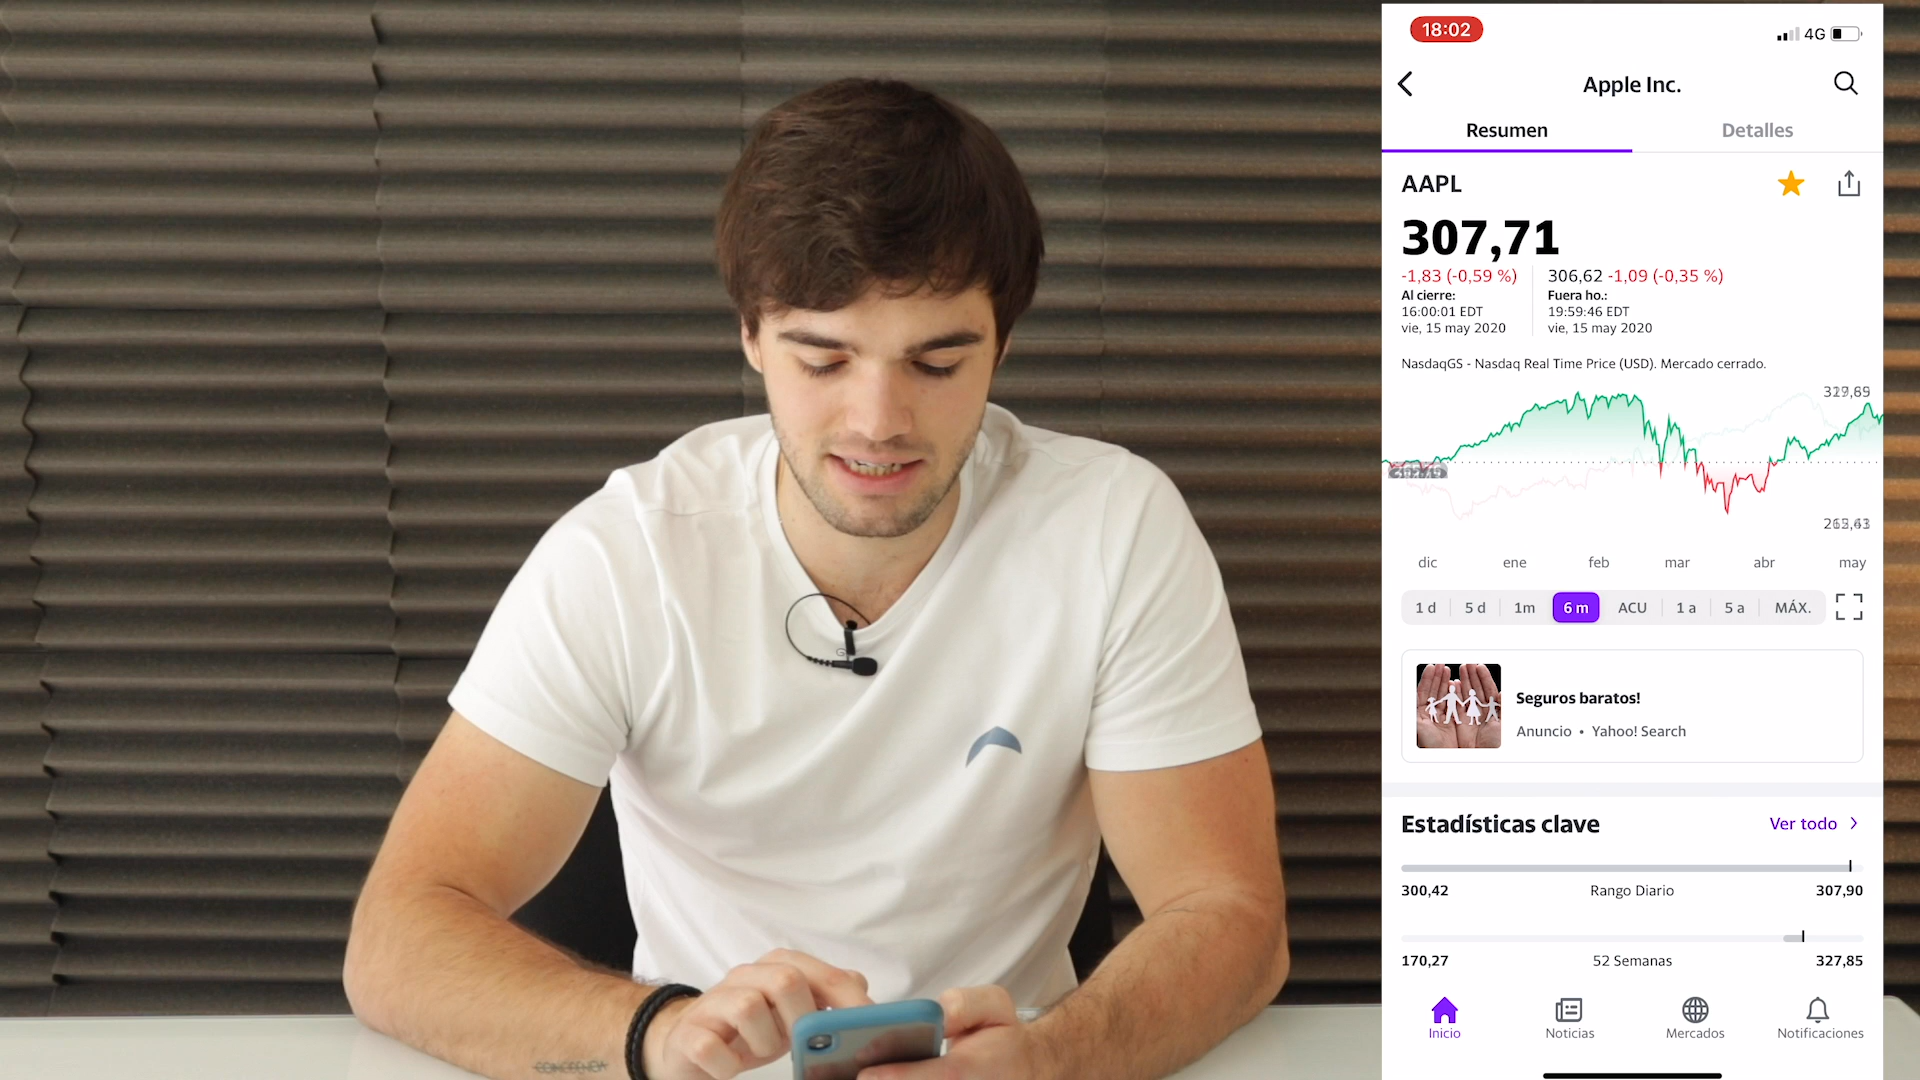 18:02
4G
Apple Inc.
Resumen
Detalles
AAPL
307,71
-1,83 (-0,59 %)
306,62 -1,09 (-0,35 %)
Al cierre:
Fuera ho.:
16:00:01 EDT
19:59:46 EDT
vie, 15 may 2020
vie, 15 may 2020
NasdaqGS - Nasdaq Real Time Price (USD). Mercado cerrado.
dic ene feb mar abr may
1 d 5 d 1m 6 m ACU 1 a 5 a MÁX.
Seguros baratos!
Anuncio • Yahoo! Search
Estadísticas clave
Ver todo
300,42 Rango Diario 307,90
170,27 52 Semanas 327,85
Inicio Noticias Mercados Notificaciones